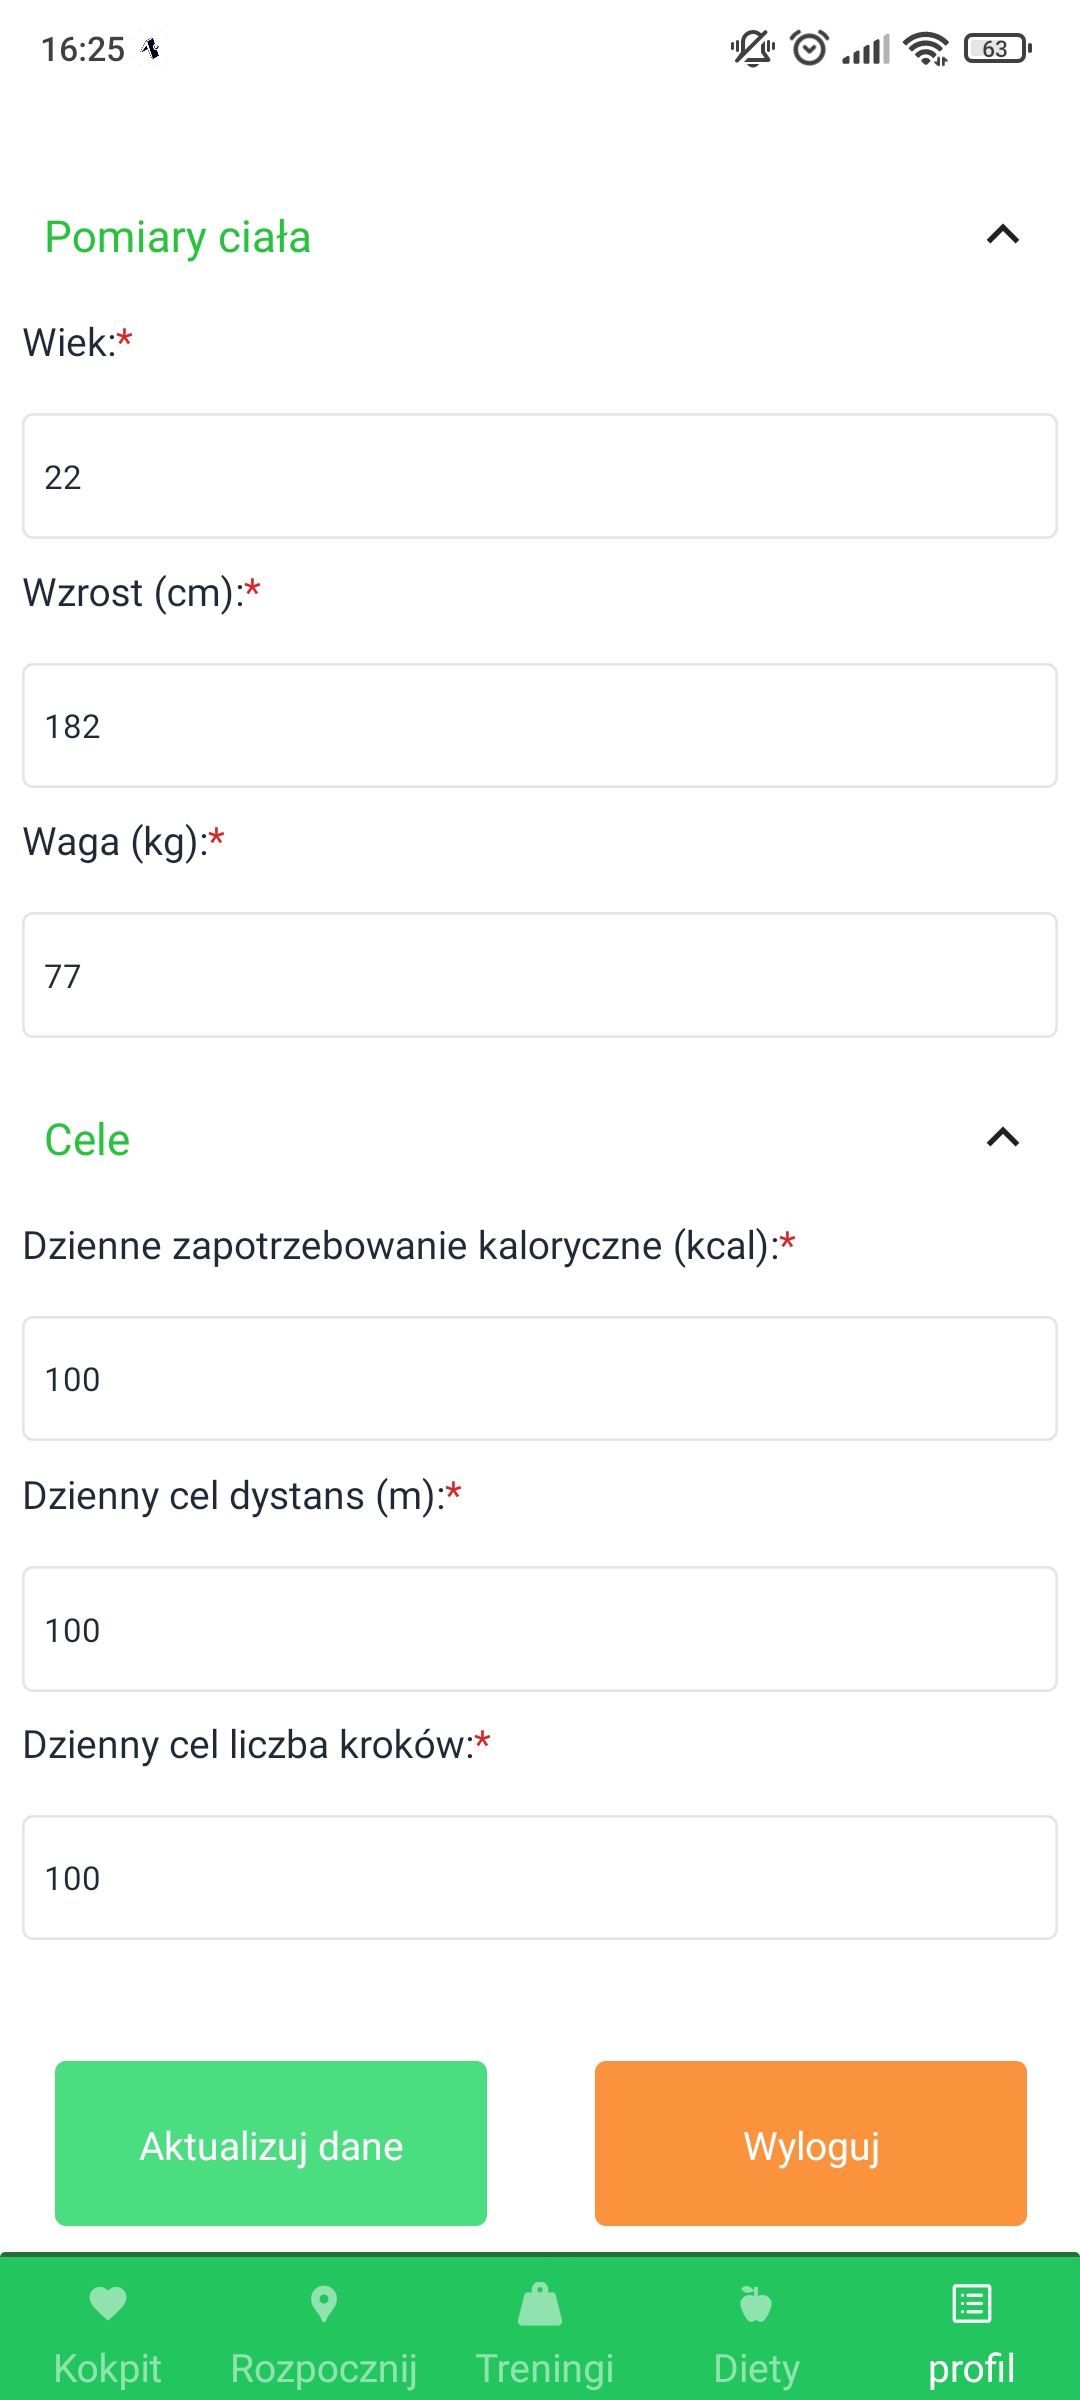 16:25
63
Pomiary ciała
Wiek:*
22
Wzrost (cm):*
182
Waga (kg):*
77
Cele
Dzienne zapotrzebowanie kaloryczne (kcal):*
100
Dzienny cel dystans (m):*
100
Dzienny cel liczba kroków:*
100
Aktualizuj dane Wyloguj
Kokpit Rozpocznij Treningi Diety profil